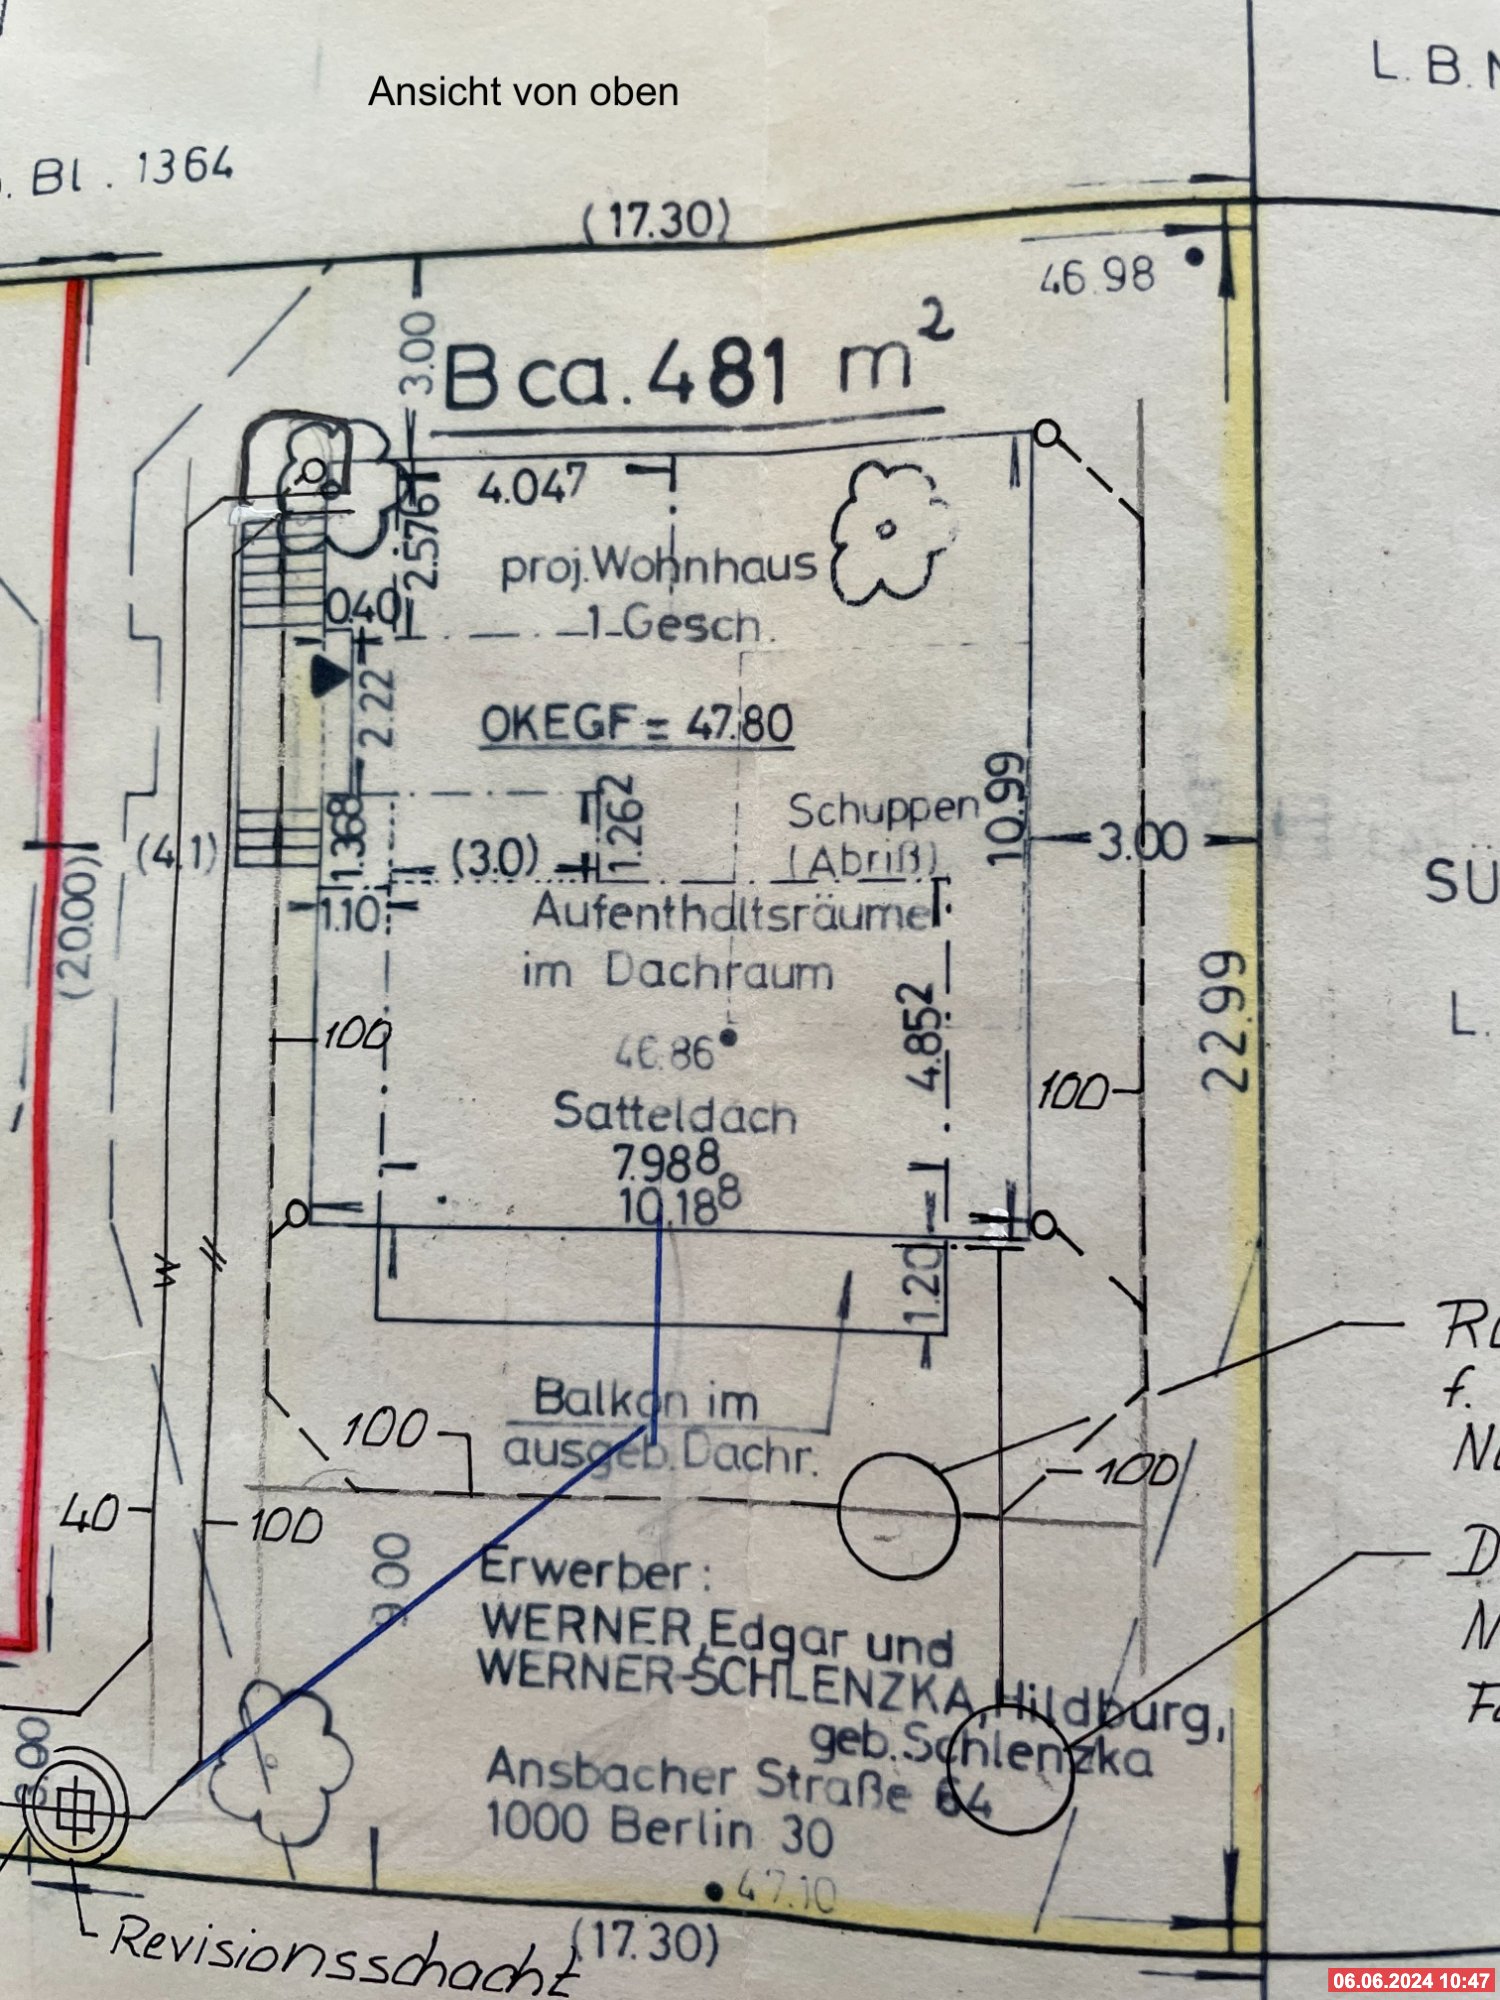 Ansicht von oben
L.B.
Bl. 1364
(17.30)
46.98
3.00
B ca. 481 m²
4.047
2.576
proj. Wohnhaus
1-Gesch.
0.40
2.22
OKEGF = 47.80
Schuppen
(Abriß)
10.99
3.00
1.368
(3.0)
1.26²
(4.1)
(20.00)
1.10
Aufenthaltsräume
im Dachraum
SÜ
L.
22.99
4.852
100
46.86
100
Satteldach
7.98⁸
10.18⁸
1.20
Balkon im
ausgeb. Dachr.
f.
100
100
40
100
9.00
Erwerber:
WERNER, Edgar und
WERNER-SCHLENZKA, Hildburg,
geb. Schlenzka
Ansbacher Straße 64
1000 Berlin 30
47.10
(17.30)
Revisionsschacht
06.06.2024 10:47